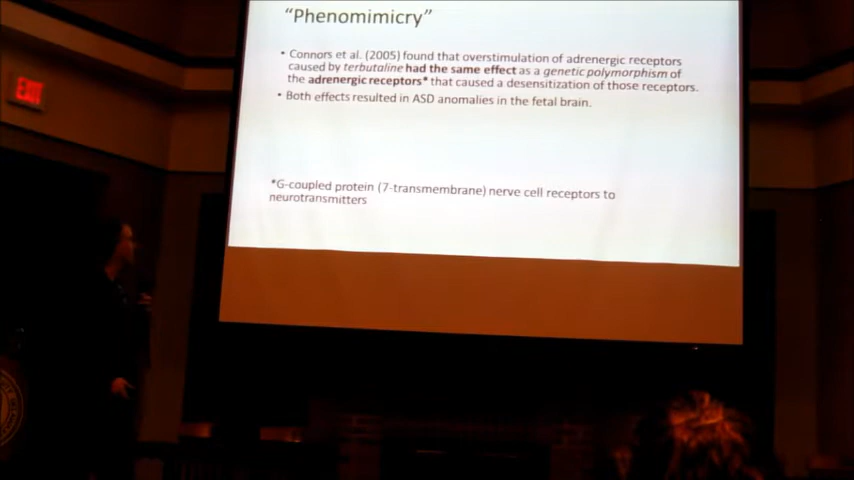 "Phenomimicry"
• Connors et al. (2005) found that overstimulation of adrenergic receptors
caused by terbutaline had the same effect as a genetic polymorphism of
the adrenergic receptors* that caused a desensitization of those receptors.
• Both effects resulted in ASD anomalies in the fetal brain.
*G-coupled protein (7-transmembrane) nerve cell receptors to
neurotransmitters
EXIT